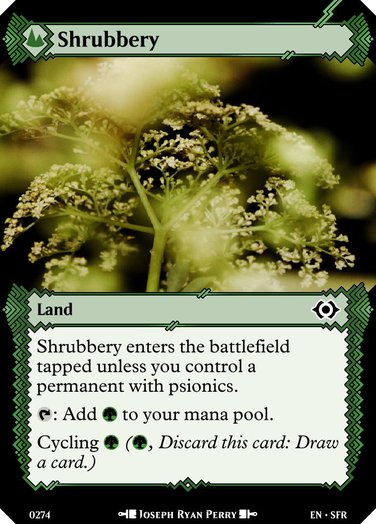 Shrubbery
Land
Shrubbery enters the battlefield
tapped unless you control a
permanent with psionics.
: Add to your mana pool.
Cycling (, Discard this card: Draw
a card.)
0274 Joseph Ryan Perry EN • SFR